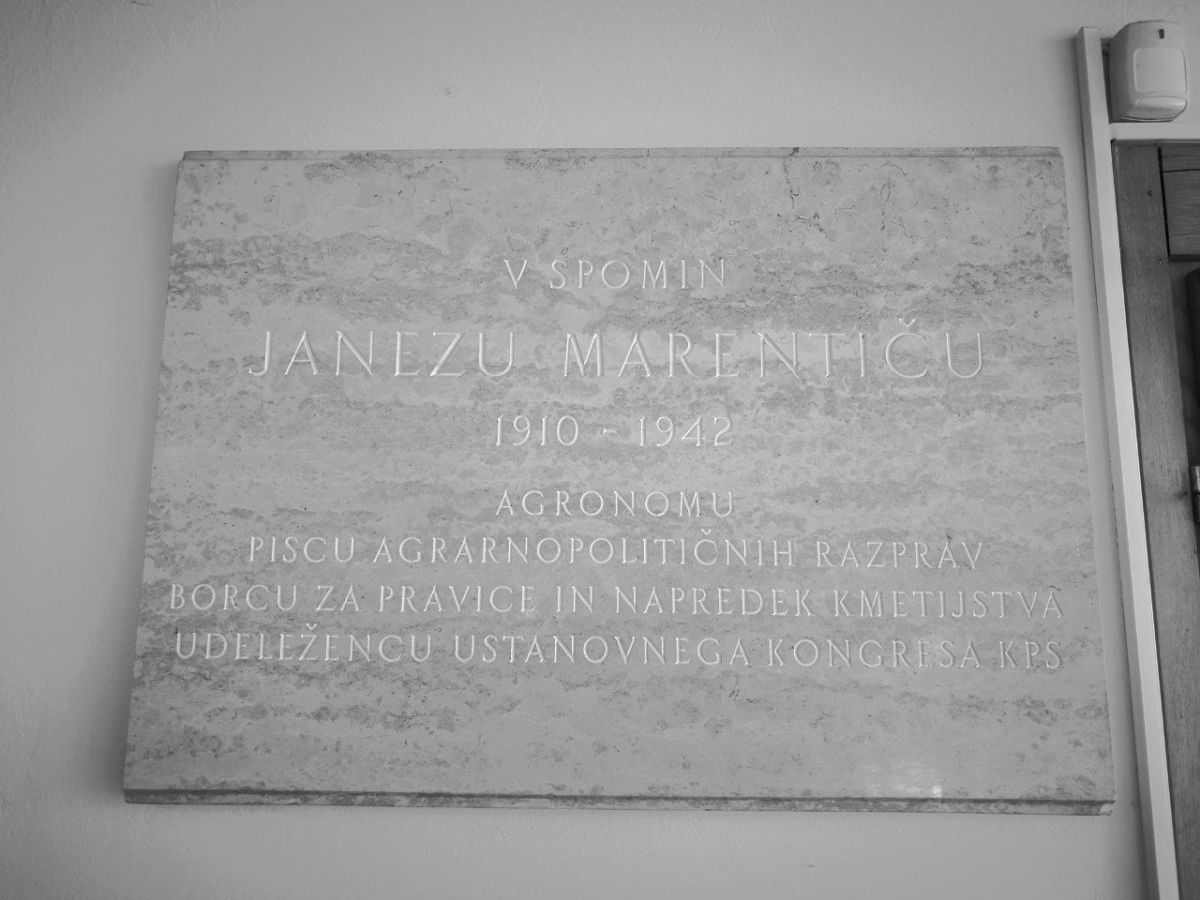 V SPOMIN
JANEZU MARENTIČU
1910 - 1942
AGRONOMU
PISCU AGRARNOPOLITIČNIH RAZPRAV
BORCU ZA PRAVICE IN NAPREDEK KMETIJSTVA
UDELEŽENCU USTANOVNEGA KONGRESA KPS